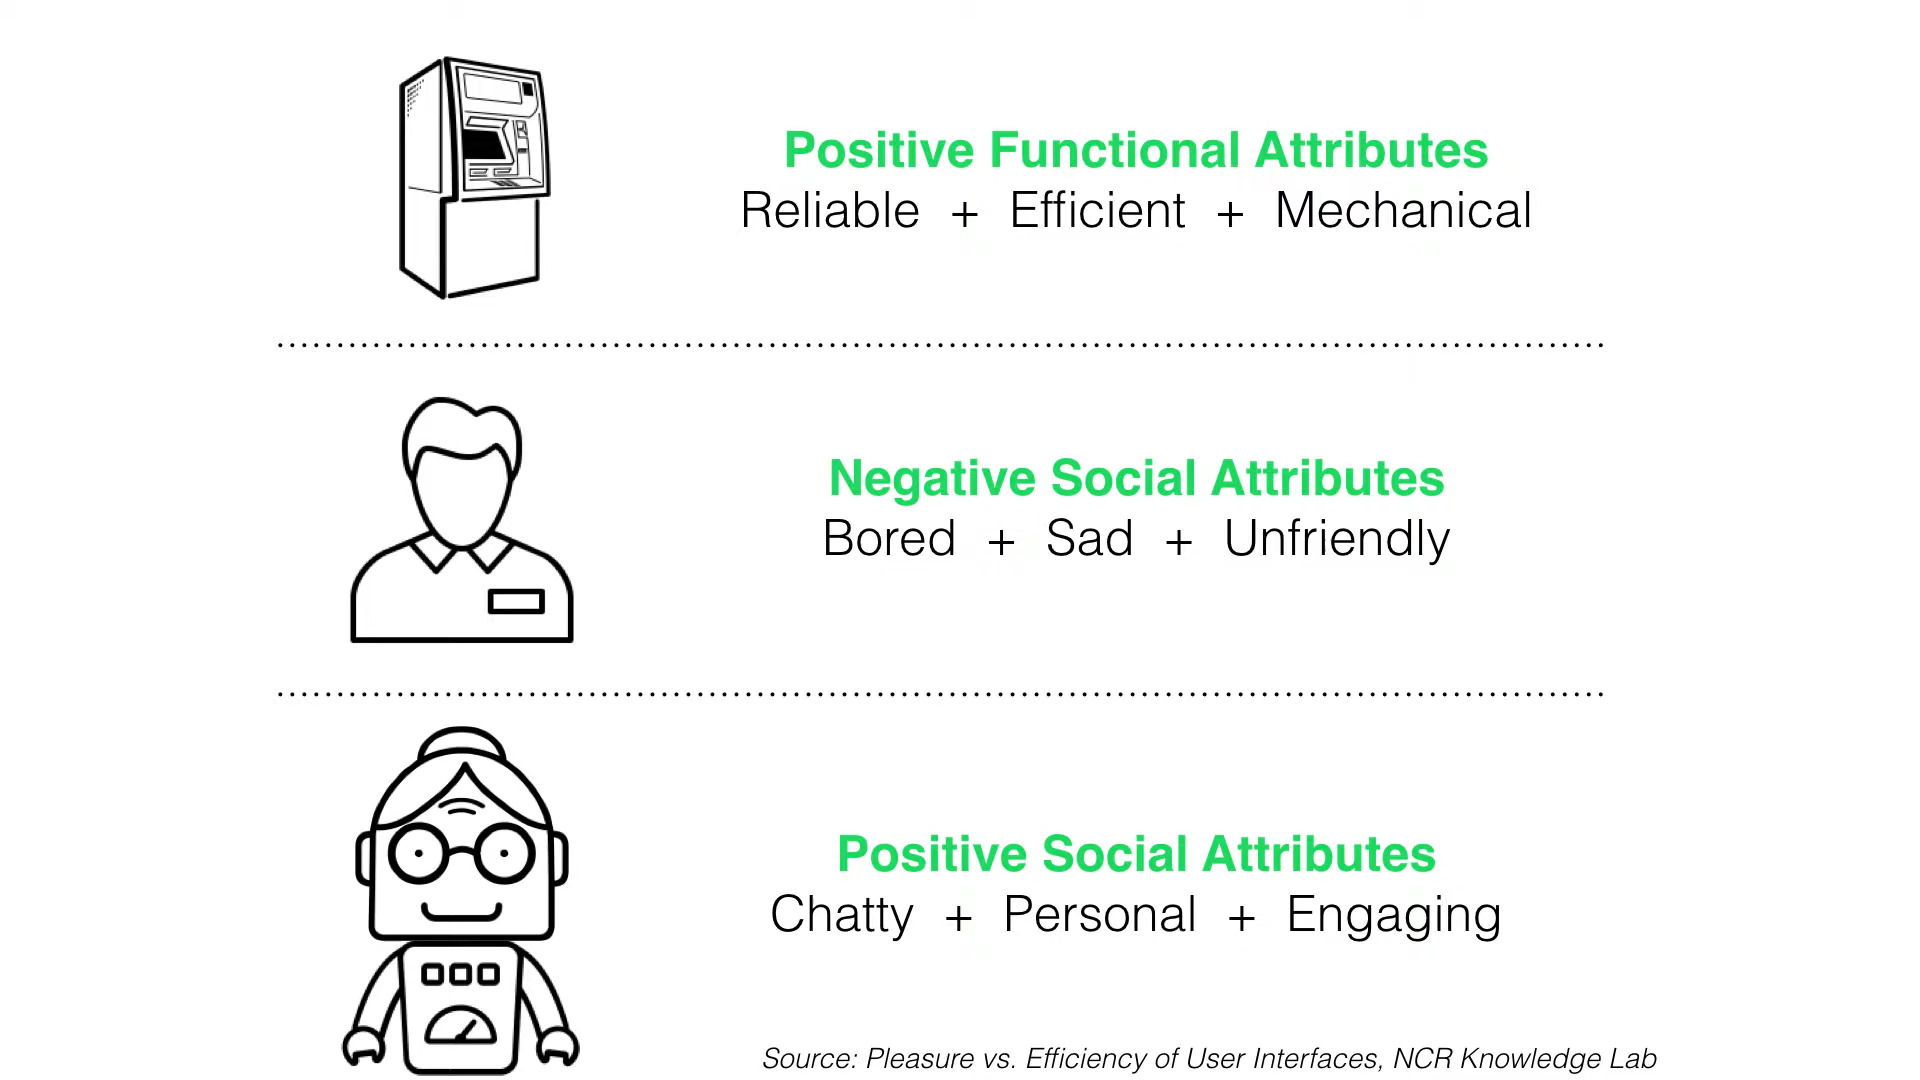 Positive Functional Attributes
Reliable + Efficient + Mechanical
Negative Social Attributes
Bored + Sad + Unfriendly
Positive Social Attributes
Chatty + Personal + Engaging
Source: Pleasure vs. Efficiency of User Interfaces, NCR Knowledge Lab